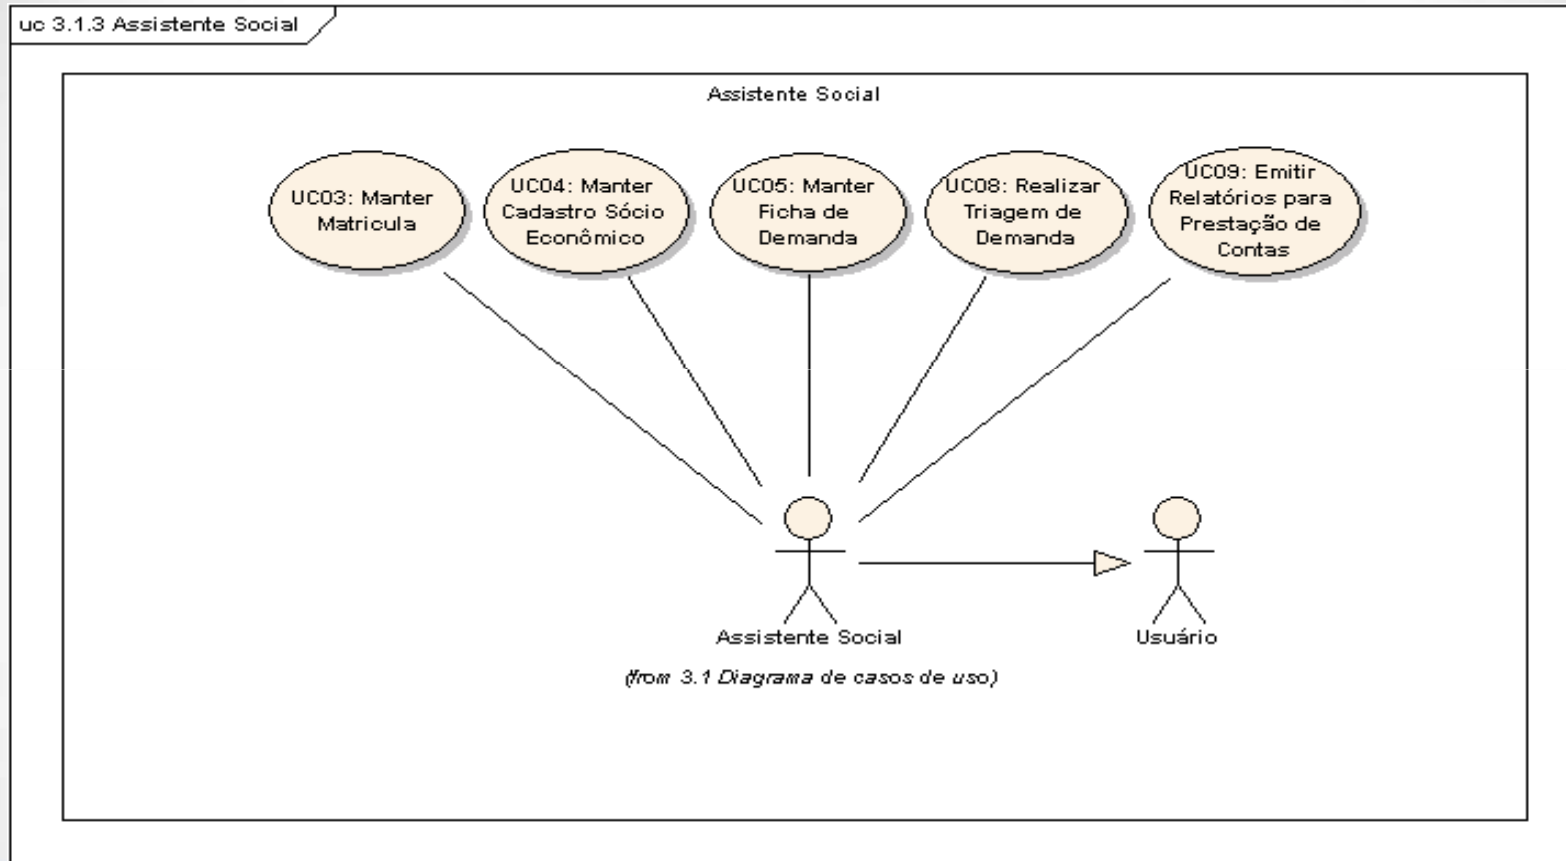 uc 3.1.3 Assistente Social
Assistente Social
UC03: Manter
Matricula
UC04: Manter
Cadastro Sócio
Econômico
UC05: Manter
Ficha de
Demanda
UC08: Realizar
Triagem de
Demanda
UC09: Emitir
Relatórios para
Prestação de
Contas
Assistente Social
Usuário
(from 3.1 Diagrama de casos de uso)